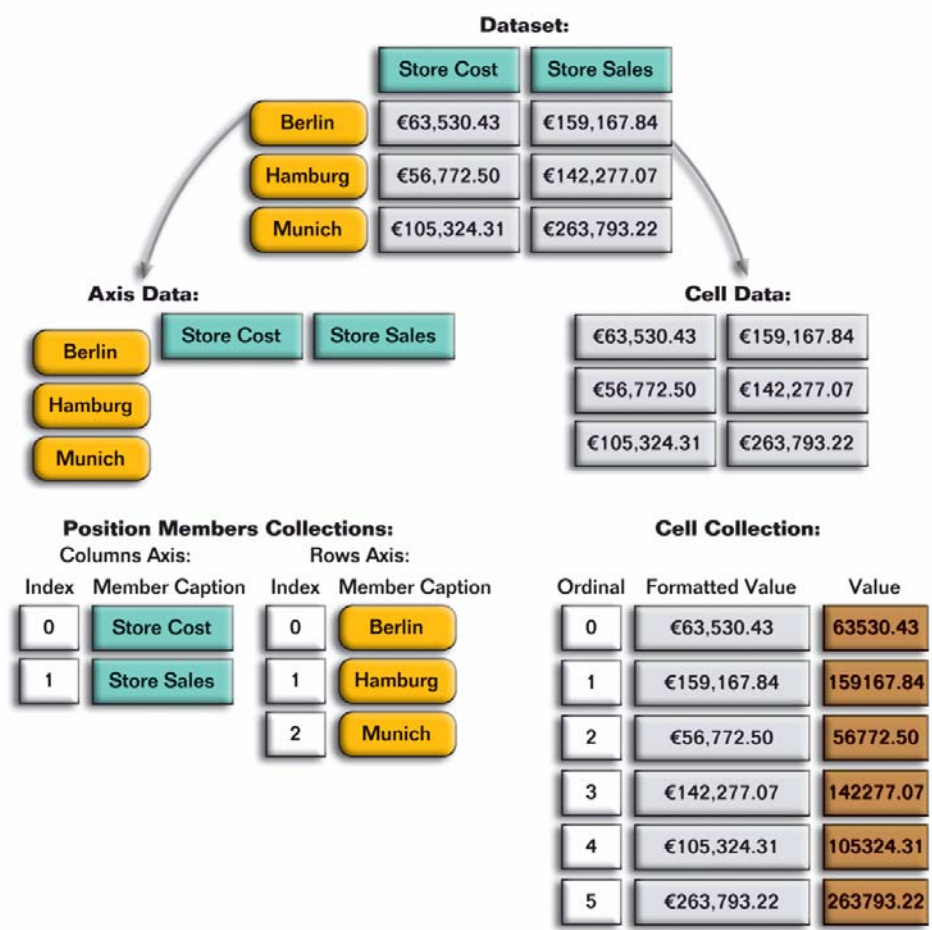 Dataset:
Store Cost Store Sales
Berlin €63,530.43 €159,167.84
Hamburg €56,772.50 €142,277.07
Munich €105,324.31 €263,793.22
Axis Data:
Store Cost Store Sales
Berlin
Hamburg
Munich
Cell Data:
€63,530.43 €159,167.84
€56,772.50 €142,277.07
€105,324.31 €263,793.22
Position Members Collections:
Columns Axis:
Index Member Caption
0 Store Cost
1 Store Sales
Rows Axis:
Index Member Caption
0 Berlin
1 Hamburg
2 Munich
Cell Collection:
Ordinal Formatted Value Value
0 €63,530.43 63530.43
1 €159,167.84 159167.84
2 €56,772.50 56772.50
3 €142,277.07 142277.07
4 €105,324.31 105324.31
5 €263,793.22 263793.22